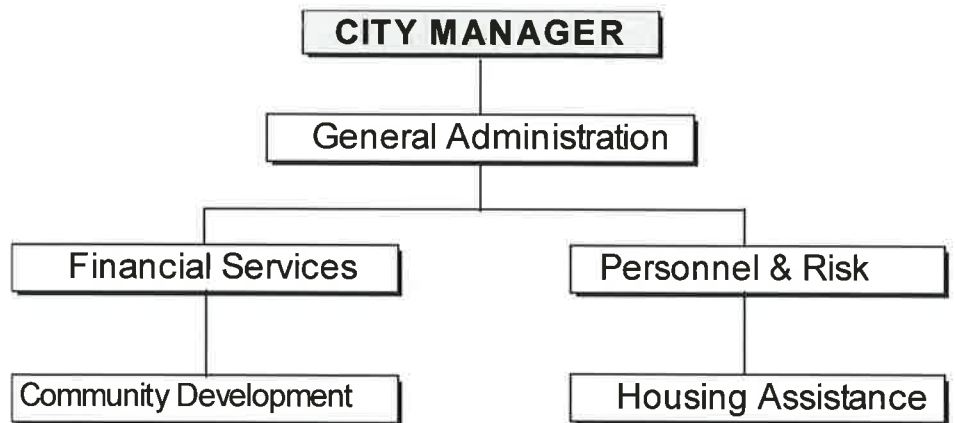 CITY MANAGER
General Administration
Financial Services
Personnel & Risk
Community Development
Housing Assistance